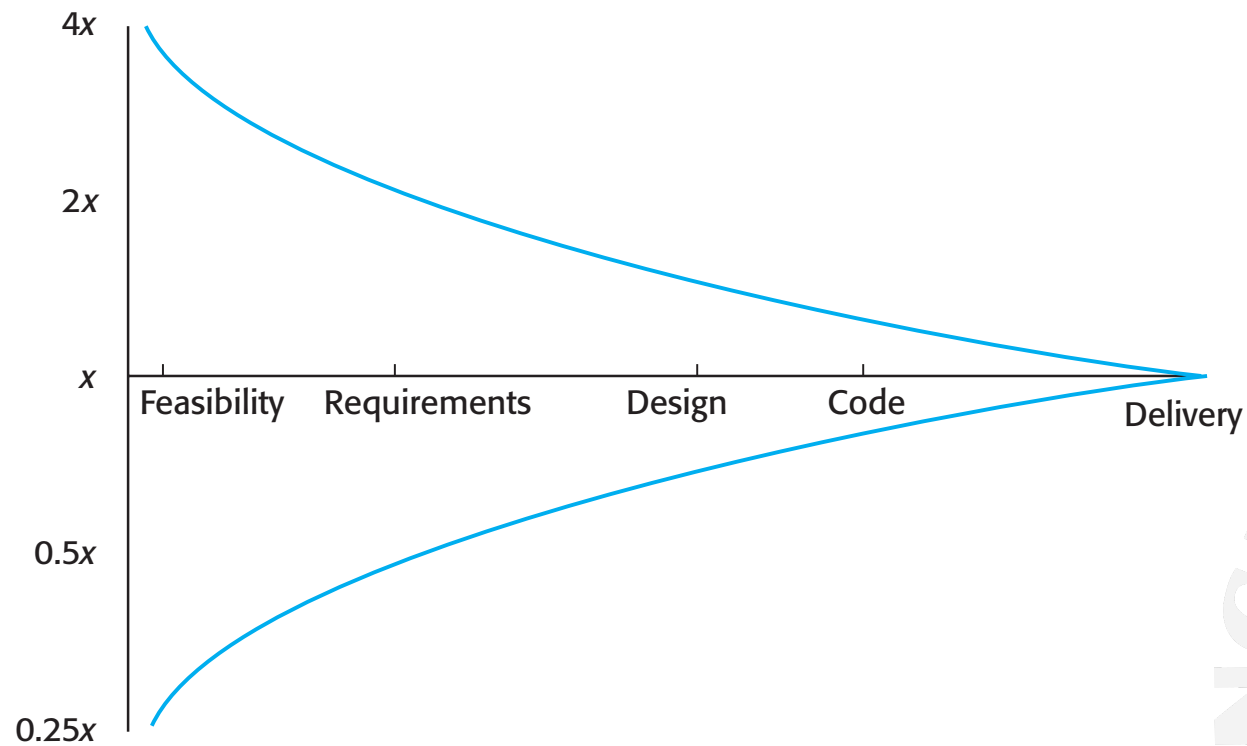 4x
2x
x
Feasibility Requirements Design Code Delivery
0.5x
0.25x